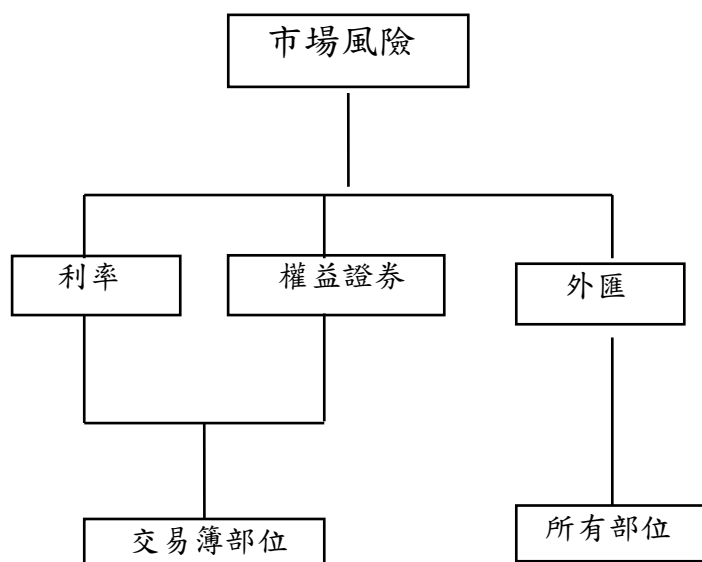 市場風險
利率
權益證券
外匯
交易簿部位
所有部位